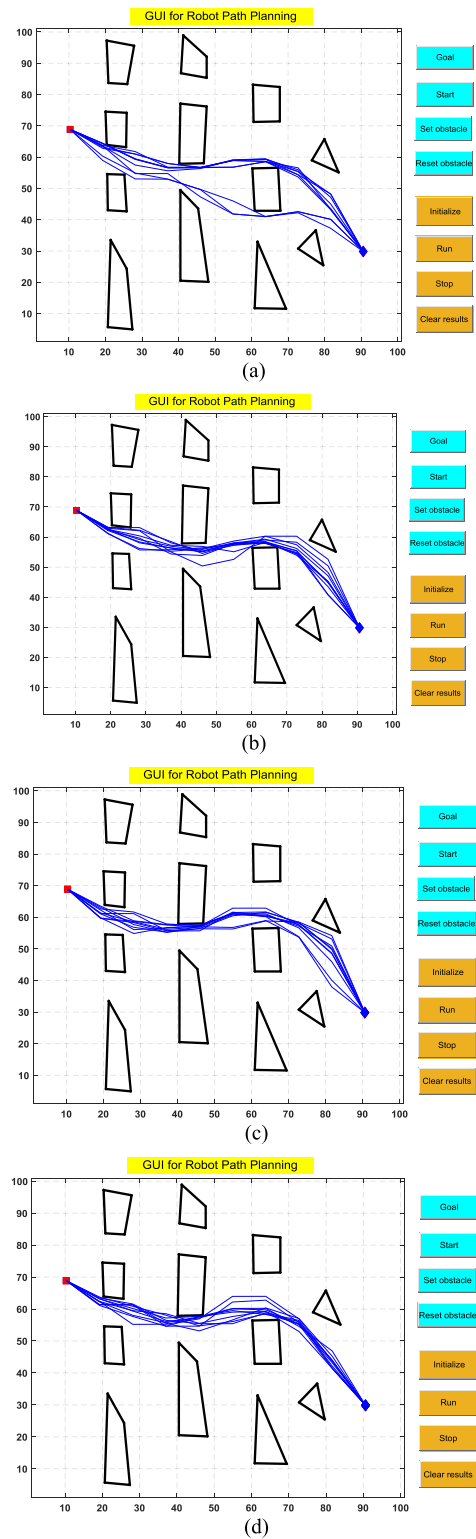 GUI for Robot Path Planning
100
90
80
70
60
50
40
30
20
10
10 20 30 40 50 60 70 80 90 100
Goal
Start
Set obstacle
Reset obstacle
Initialize
Run
Stop
Clear results
(a)
GUI for Robot Path Planning
100
90
80
70
60
50
40
30
20
10
10 20 30 40 50 60 70 80 90 100
Goal
Start
Set obstacle
Reset obstacle
Initialize
Run
Stop
Clear results
(b)
GUI for Robot Path Planning
100
90
80
70
60
50
40
30
20
10
10 20 30 40 50 60 70 80 90 100
Goal
Start
Set obstacle
Reset obstacle
Initialize
Run
Stop
Clear results
(c)
GUI for Robot Path Planning
100
90
80
70
60
50
40
30
20
10
10 20 30 40 50 60 70 80 90 100
Goal
Start
Set obstacle
Reset obstacle
Initialize
Run
Stop
Clear results
(d)